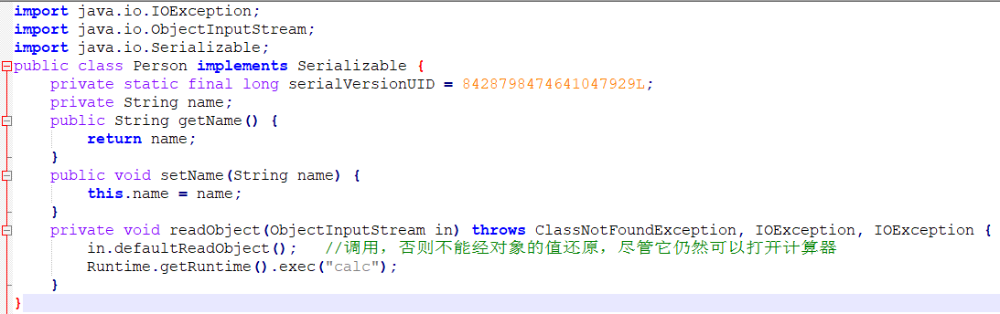 import java.io.IOException;
import java.io.ObjectInputStream;
import java.io.Serializable;
public class Person implements Serializable {
    private static final long serialVersionUID = 8428798474641047929L;
    private String name;
    public String getName() {
        return name;
    }
    public void setName(String name) {
        this.name = name;
    }
    private void readObject(ObjectInputStream in) throws ClassNotFoundException, IOException, IOException {
        in.defaultReadObject();   //调用，否则不能经对象的值还原，尽管它仍然可以打开计算器
        Runtime.getRuntime().exec("calc");
    }
}